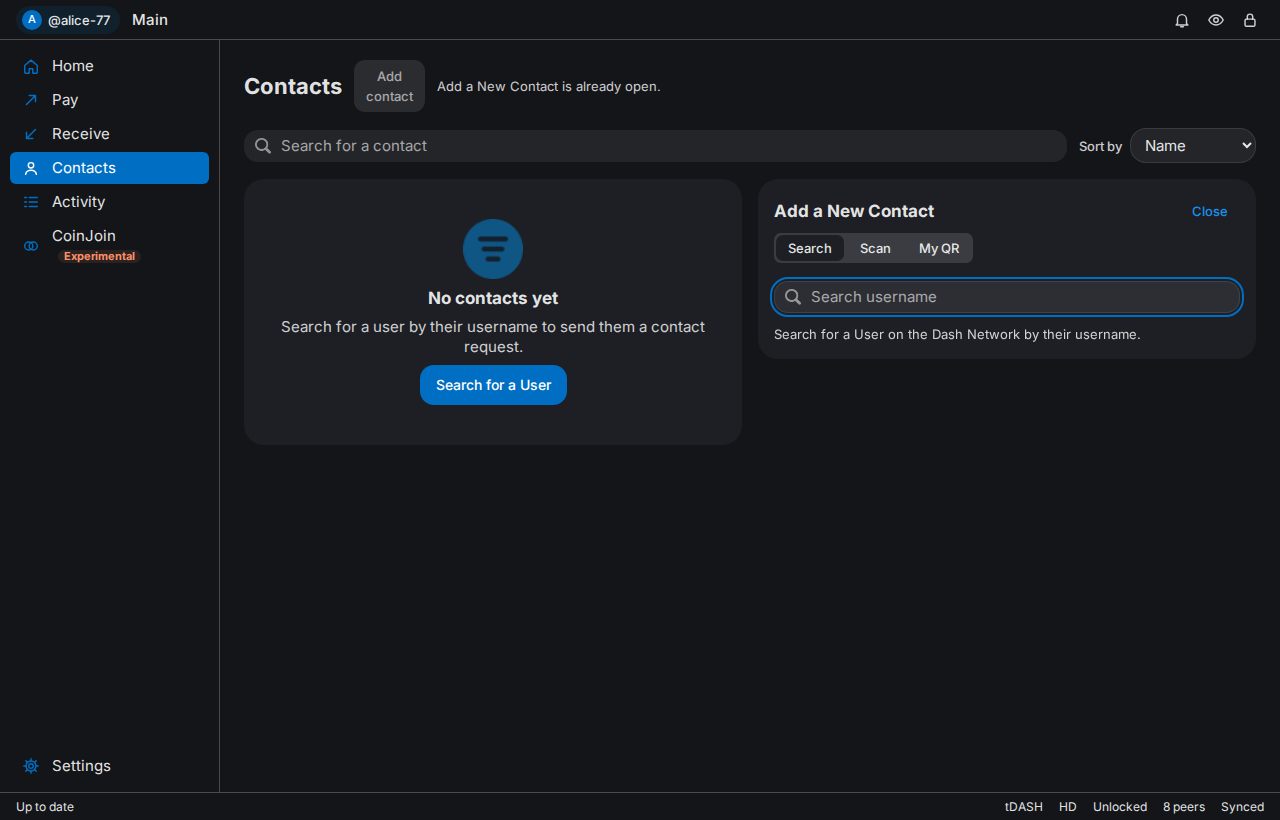 A @alice-77 Main
Home
Pay
Receive
Contacts
Activity
CoinJoin
Experimental
Settings
Contacts
Add
contact
Add a New Contact is already open.
Search for a contact
Sort by
Name
No contacts yet
Search for a user by their username to send them a contact
request.
Search for a User
Add a New Contact
Close
Search Scan My QR
Search username
Search for a User on the Dash Network by their username.
Up to date
tDASH HD Unlocked 8 peers Synced